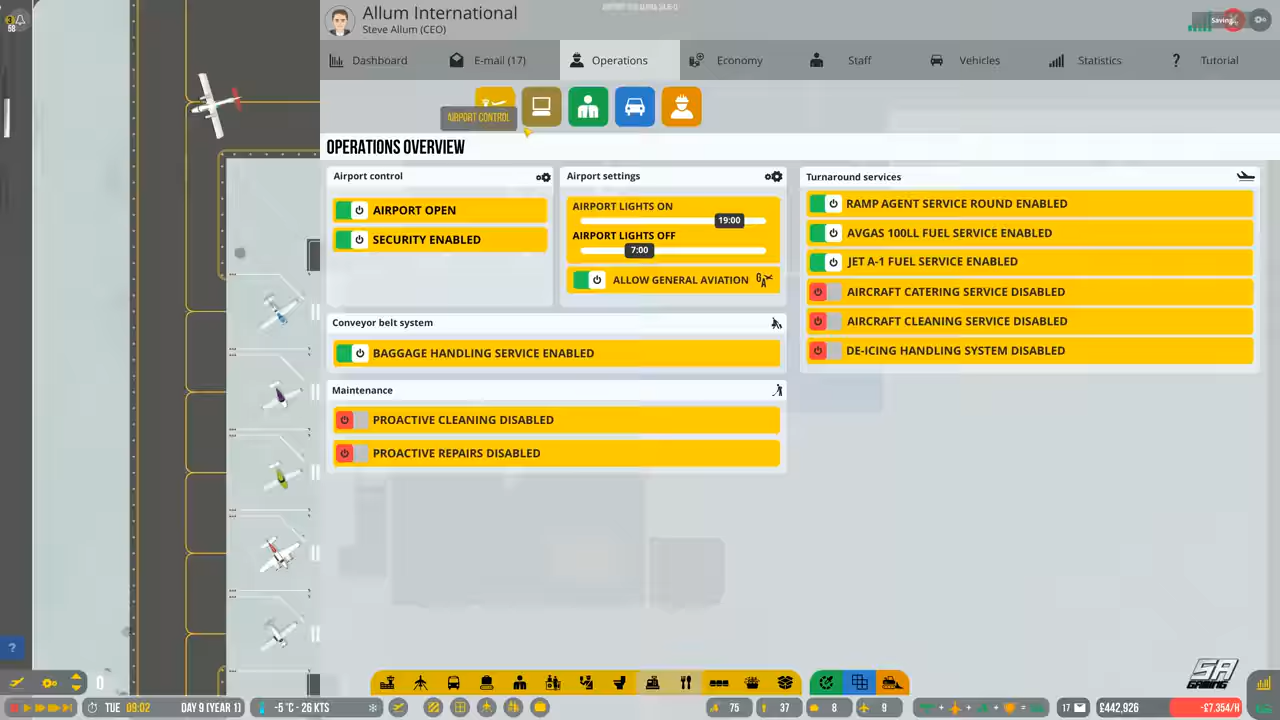 Allum International
Steve Allum (CEO)
Saving...
3
58
Dashboard
E-mail (17)
Operations
Economy
Staff
Vehicles
Statistics
? Tutorial
AIRPORT CONTROL
OPERATIONS OVERVIEW
Airport control
AIRPORT OPEN
SECURITY ENABLED
Airport settings
AIRPORT LIGHTS ON
19:00
AIRPORT LIGHTS OFF
7:00
ALLOW GENERAL AVIATION
GA
Conveyor belt system
BAGGAGE HANDLING SERVICE ENABLED
Maintenance
PROACTIVE CLEANING DISABLED
PROACTIVE REPAIRS DISABLED
Turnaround services
RAMP AGENT SERVICE ROUND ENABLED
AVGAS 100LL FUEL SERVICE ENABLED
JET A-1 FUEL SERVICE ENABLED
AIRCRAFT CATERING SERVICE DISABLED
AIRCRAFT CLEANING SERVICE DISABLED
DE-ICING HANDLING SYSTEM DISABLED
?
0
SA GAMING
TUE 09:02 DAY 9 (YEAR 1) -5 °C - 26 KTS 75 37 8 9 17 £442,926 -£7,354/H